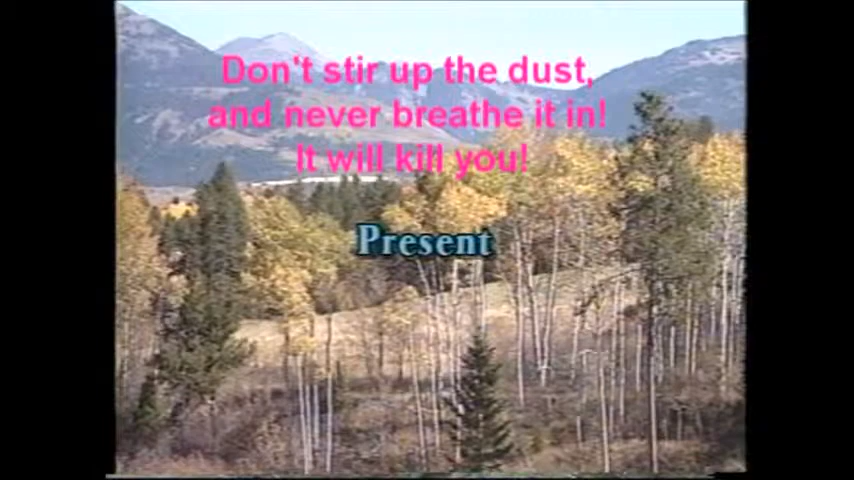 Don't stir up the dust,
and never breathe it in!
It will kill you!
Present